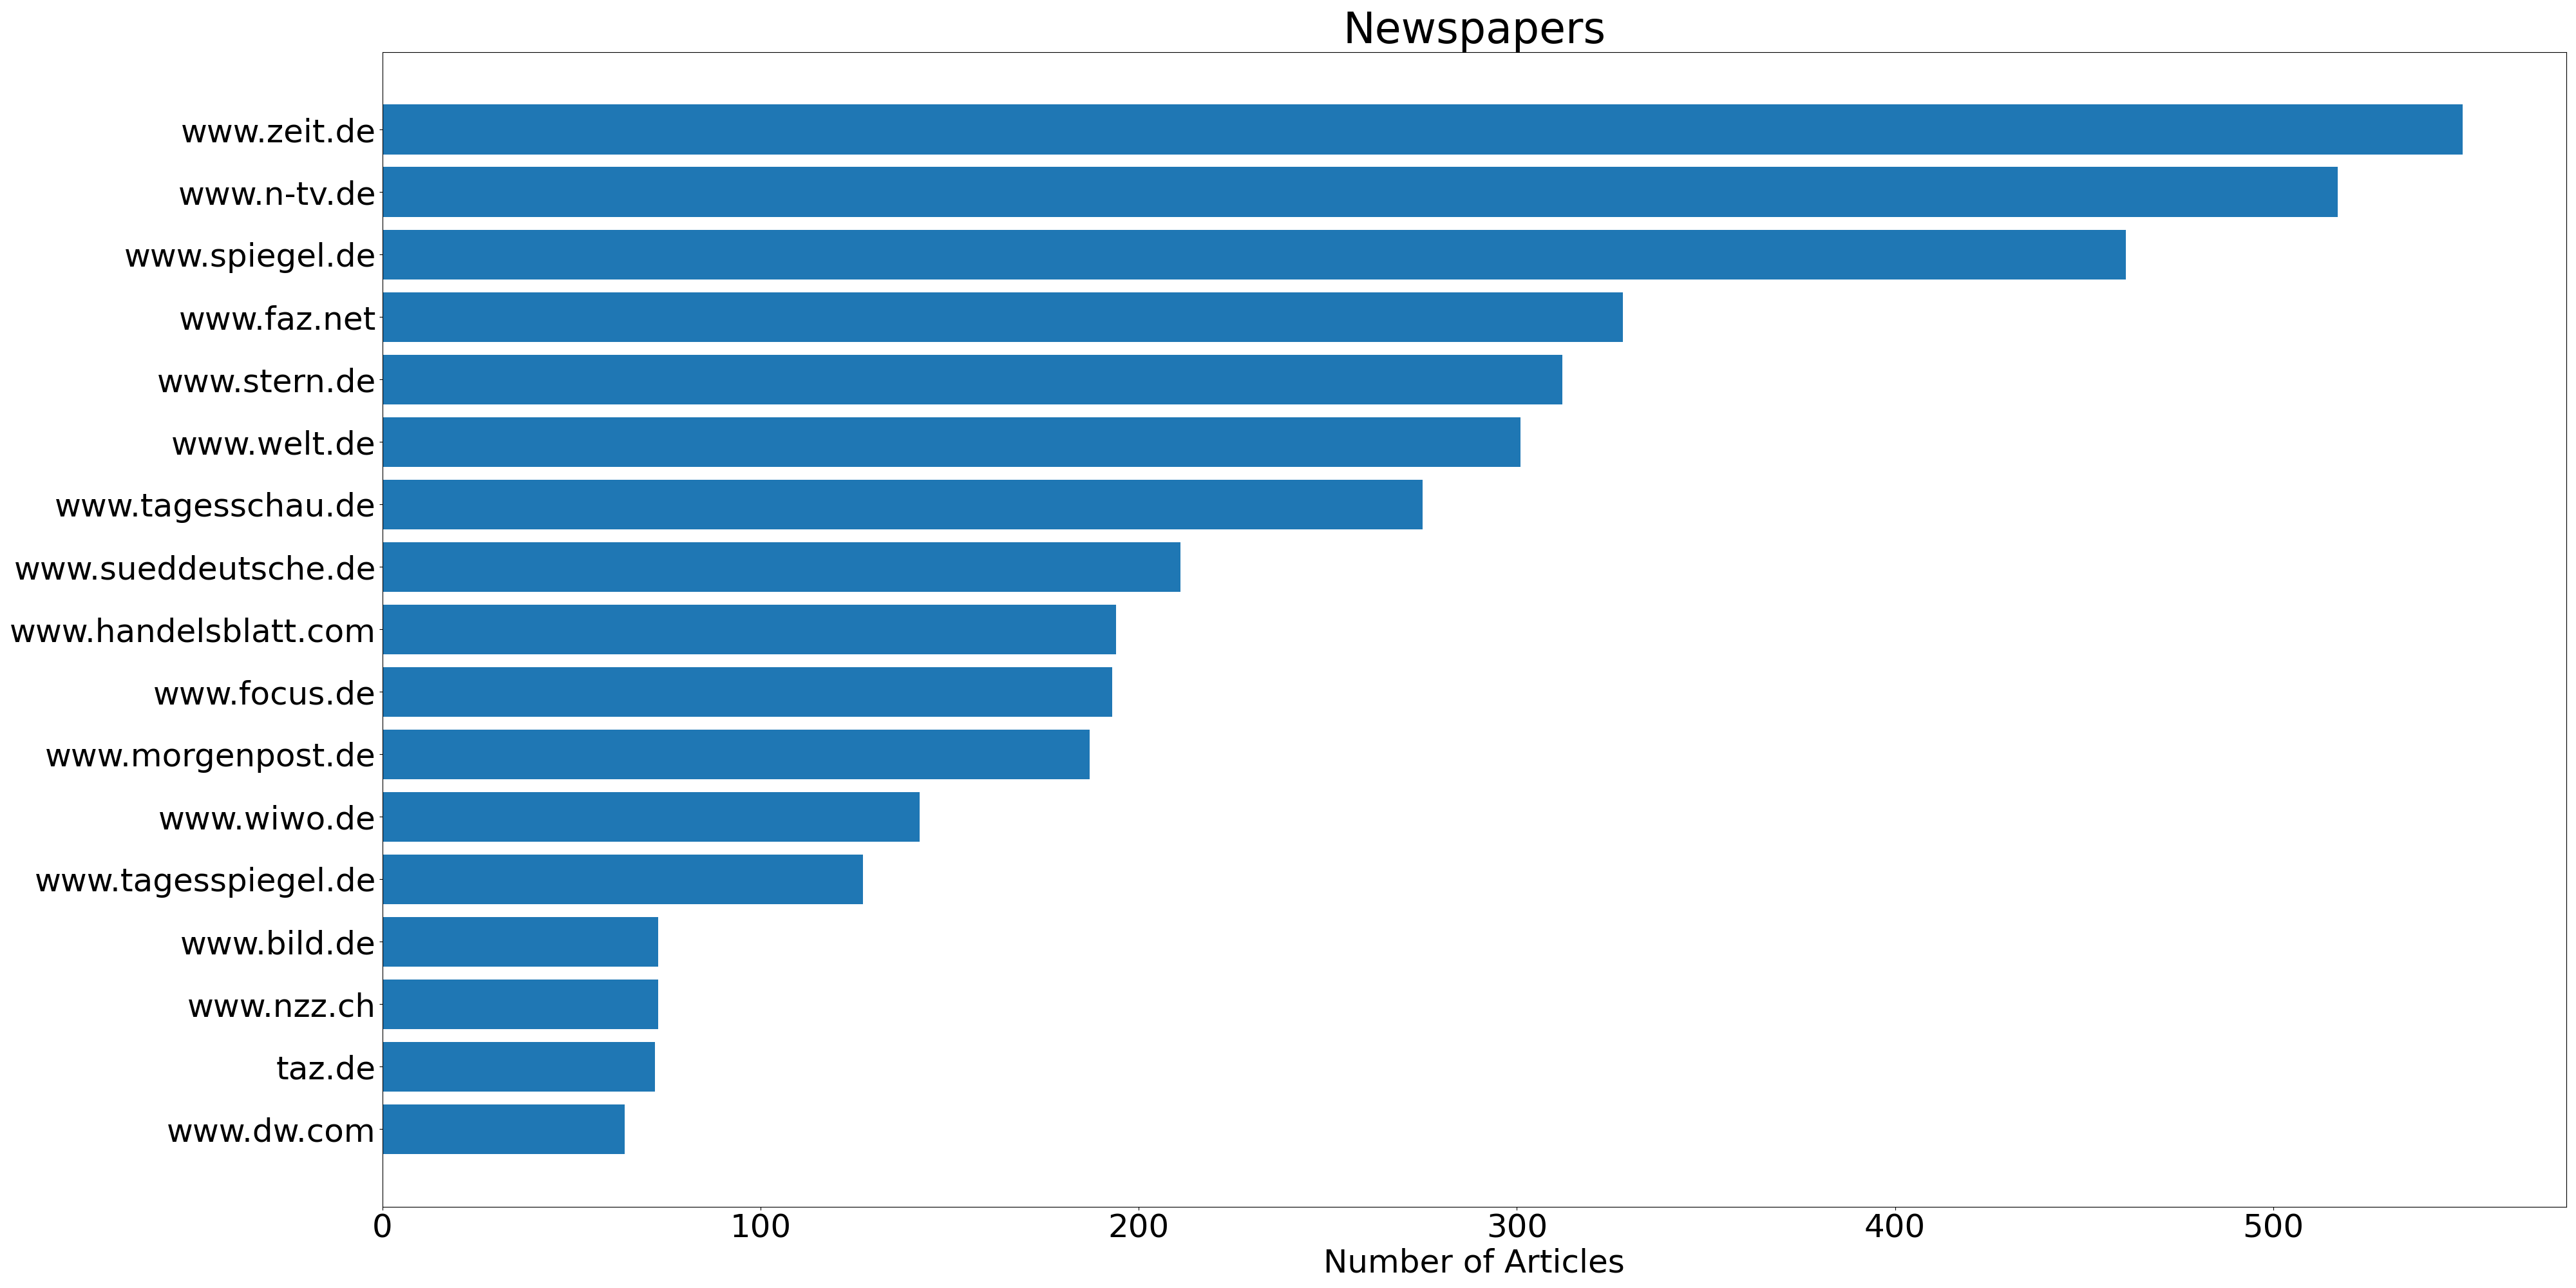 Newspapers
www.zeit.de
www.n-tv.de
www.spiegel.de
www.faz.net
www.stern.de
www.welt.de
www.tagesschau.de
www.sueddeutsche.de
www.handelsblatt.com
www.focus.de
www.morgenpost.de
www.wiwo.de
www.tagesspiegel.de
www.bild.de
www.nzz.ch
taz.de
www.dw.com
0 100 200 300 400 500
Number of Articles